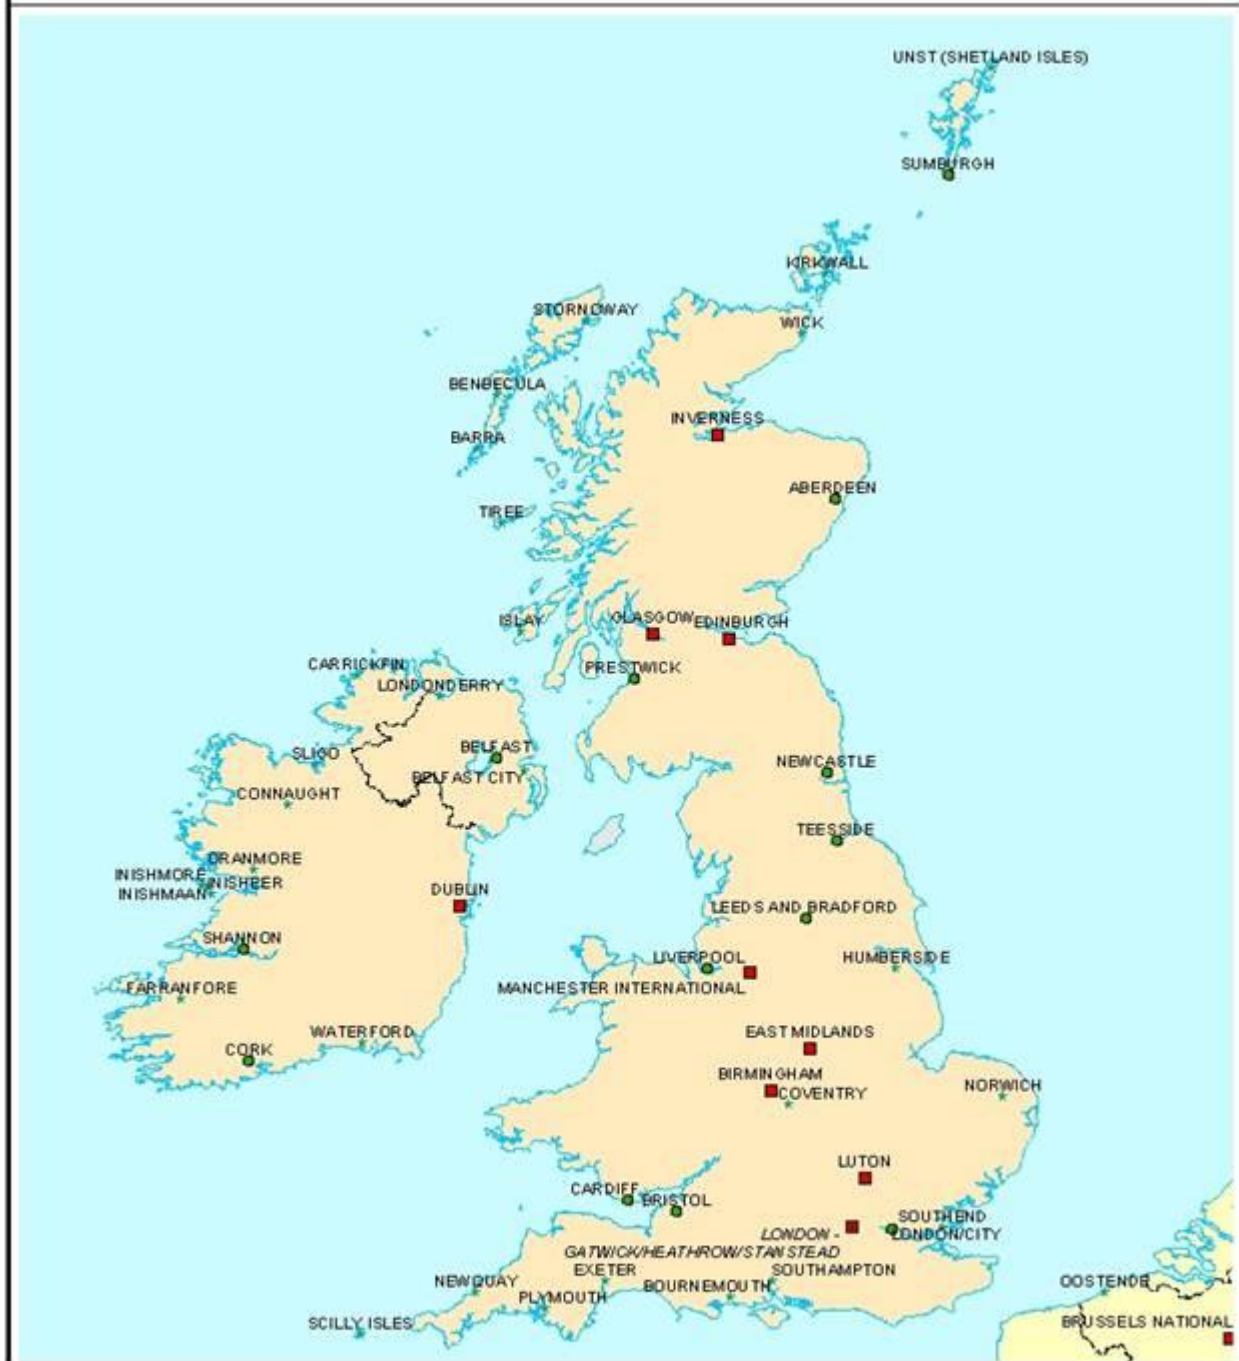 UNST (SHETLAND ISLES)
SUMBURGH
KIRKWALL
STORNOWAY
WICK
BENBECULA
INVERNESS
BARRA
ABERDEEN
TIREE
GLASGOW
EDINBURGH
ISLAY
CARRICKFIN
PRESTWICK
LONDONDERRY
BELFAST
SLIGO
NEWCASTLE
BELFAST CITY
CONNAUGHT
TEESSIDE
ORANMORE
INISHMORE
INISHEER
DUBLIN
INISHMAAN
LEEDS AND BRADFORD
SHANNON
LIVERPOOL
HUMBERSIDE
FARRANFORE
MANCHESTER INTERNATIONAL
WATERFORD
EAST MIDLANDS
CORK
BIRMINGHAM
NORWICH
COVENTRY
LUTON
CARDIFF
BRISTOL
SOUTHEND
LONDON -
LONDON/CITY
GATWICK/HEATHROW/STANSTEAD
EXETER
SOUTHAMPTON
NEWQUAY
BOURNEMOUTH
OOSTENDE
PLYMOUTH
SCILLY ISLES
BRUSSELS NATIONAL